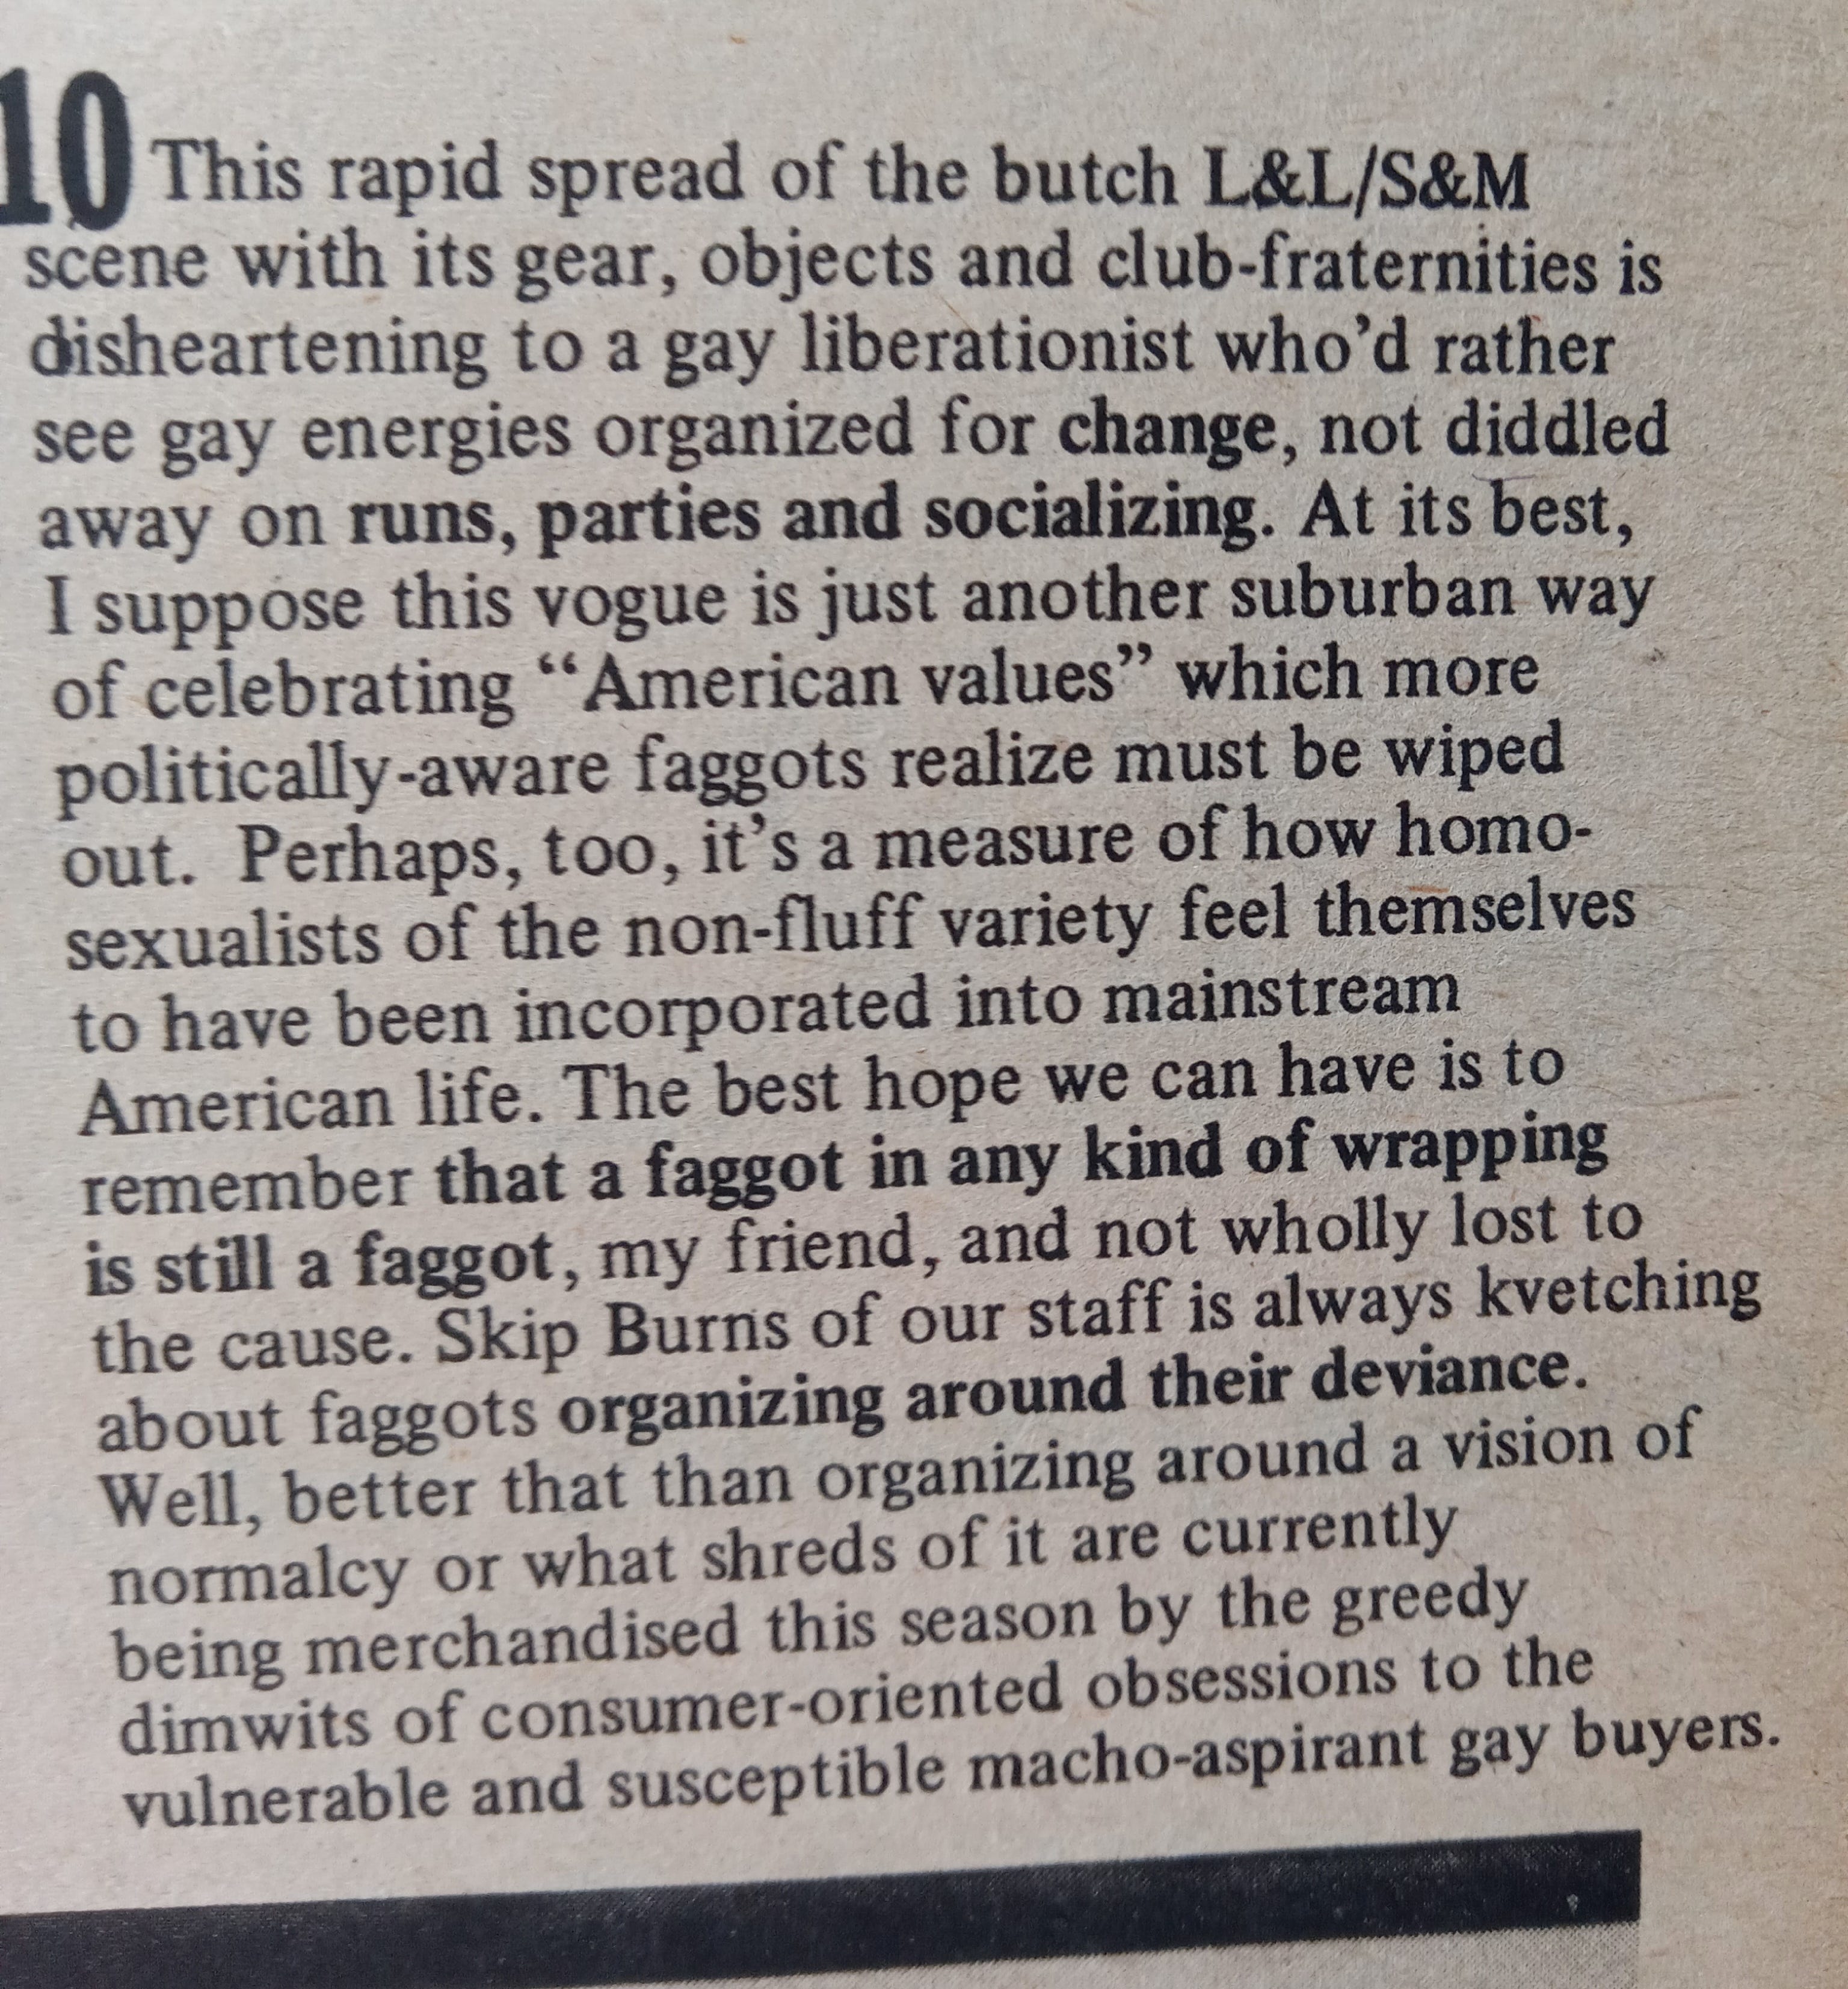 10 This rapid spread of the butch L&L/S&M
scene with its gear, objects and club-fraternities is
disheartening to a gay liberationist who'd rather
see gay energies organized for change, not diddled
away on runs, parties and socializing. At its best,
I suppose this vogue is just another suburban way
of celebrating “American values” which more
politically-aware faggots realize must be wiped
out. Perhaps, too, it's a measure of how homo-
sexualists of the non-fluff variety feel themselves
to have been incorporated into mainstream
American life. The best hope we can have is to
remember that a faggot in any kind of wrapping
is still a faggot, my friend, and not wholly lost to
the cause. Skip Burns of our staff is always kvetching
about faggots organizing around their deviance.
Well, better that than organizing around a vision of
normalcy or what shreds of it are currently
being merchandised this season by the greedy
dimwits of consumer-oriented obsessions to the
vulnerable and susceptible macho-aspirant gay buyers.